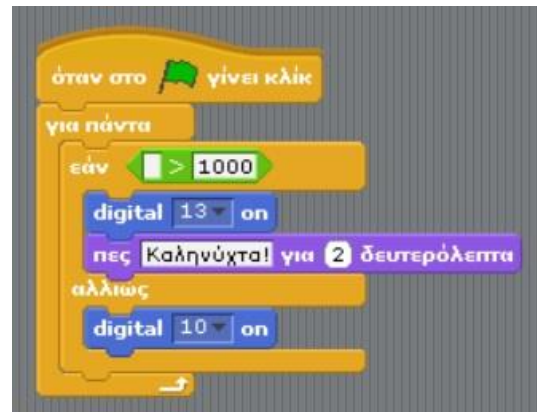 όταν στο γίνει κλικ
για πάντα
εάν > 1000
digital 13 on
πες Καληνύχτα! για 2 δευτερόλεπτα
αλλιώς
digital 10 on